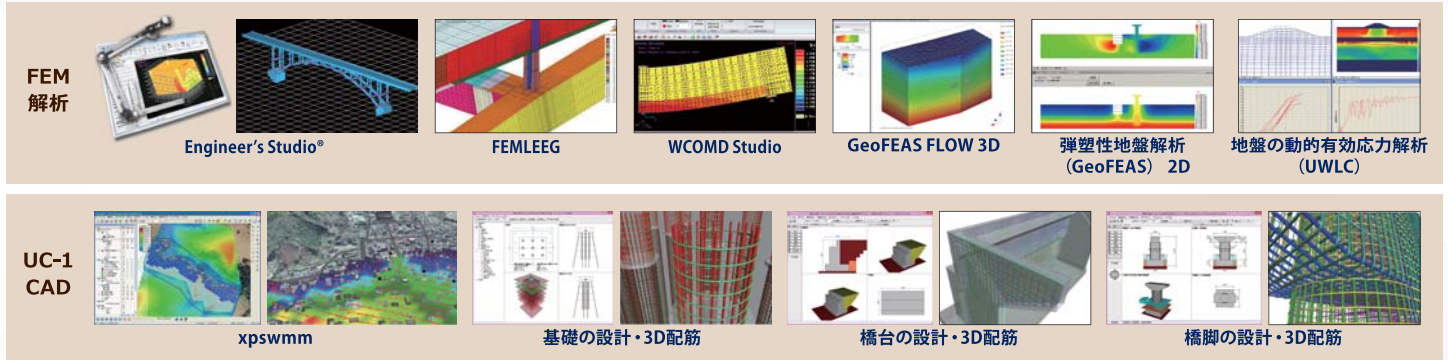 FEM
解析
Engineer's Studio®
FEMLEEG
WCOMD Studio
GeoFEAS FLOW 3D
弾塑性地盤解析
（GeoFEAS） 2D
地盤の動的有効応力解析
（UWLC）
UC-1
CAD
xpswmm
基礎の設計・3D配筋
橋台の設計・3D配筋
橋脚の設計・3D配筋